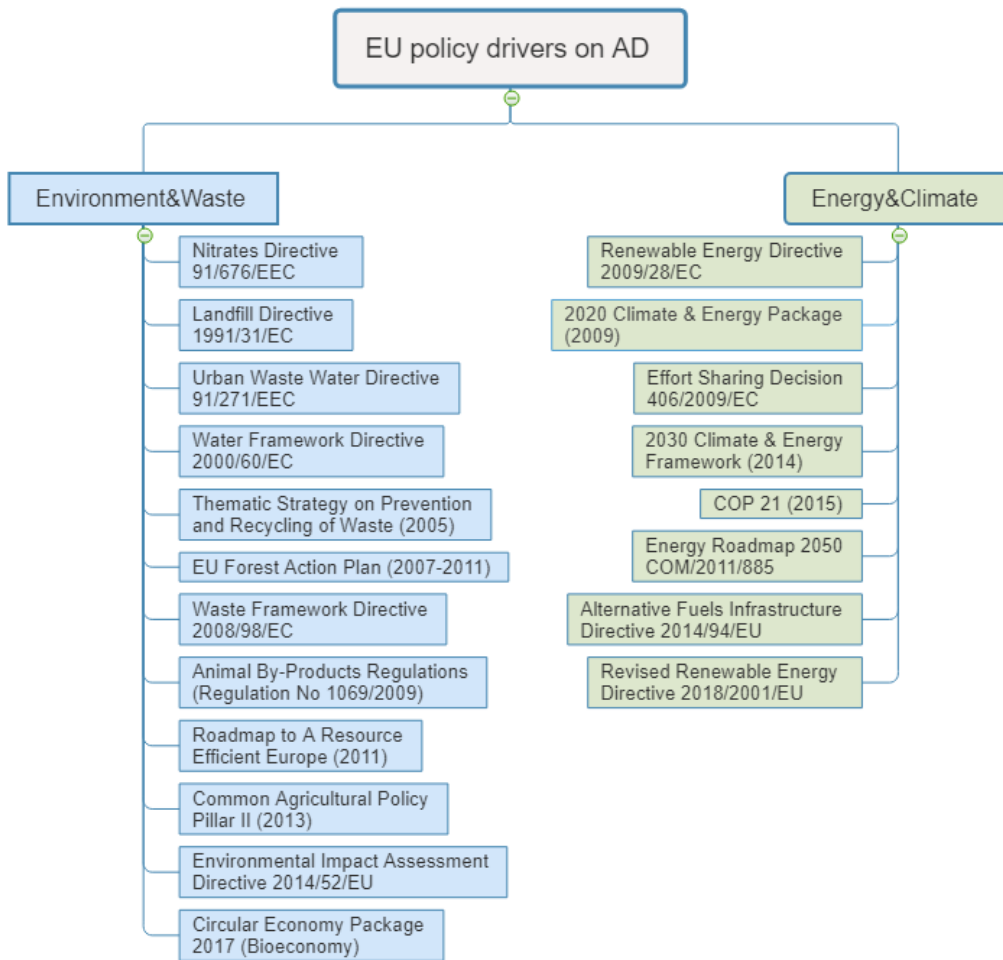 EU policy drivers on AD
Environment&Waste
Nitrates Directive
91/676/EEC
Landfill Directive
1991/31/EC
Urban Waste Water Directive
91/271/EEC
Water Framework Directive
2000/60/EC
Thematic Strategy on Prevention
and Recycling of Waste (2005)
EU Forest Action Plan (2007-2011)
Waste Framework Directive
2008/98/EC
Animal By-Products Regulations
(Regulation No 1069/2009)
Roadmap to A Resource
Efficient Europe (2011)
Common Agricultural Policy
Pillar II (2013)
Environmental Impact Assessment
Directive 2014/52/EU
Circular Economy Package
2017 (Bioeconomy)
Energy&Climate
Renewable Energy Directive
2009/28/EC
2020 Climate & Energy Package
(2009)
Effort Sharing Decision
406/2009/EC
2030 Climate & Energy
Framework (2014)
COP 21 (2015)
Energy Roadmap 2050
COM/2011/885
Alternative Fuels Infrastructure
Directive 2014/94/EU
Revised Renewable Energy
Directive 2018/2001/EU